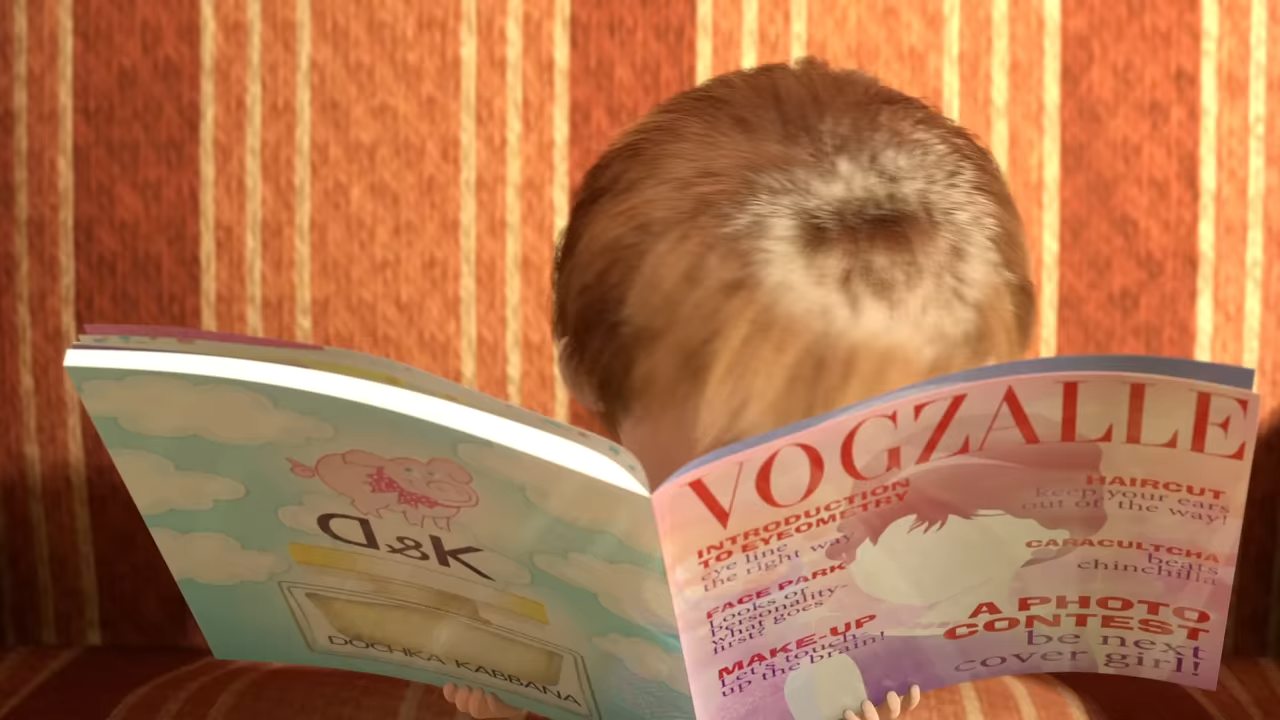 D&K
DOCHKA KABBANA
VOGZALLE
INTRODUCTION
TO EYEOMETRY
eye line
the right way
FACE PARK
Looks or
personality-
what goes
first?
MAKE-UP
Let's touch-
up the brain!
HAIRCUT
keep your ears
out of the way!
CARACULTCHA
beats
chinchilla
A PHOTO
CONTEST
be next
cover girl!